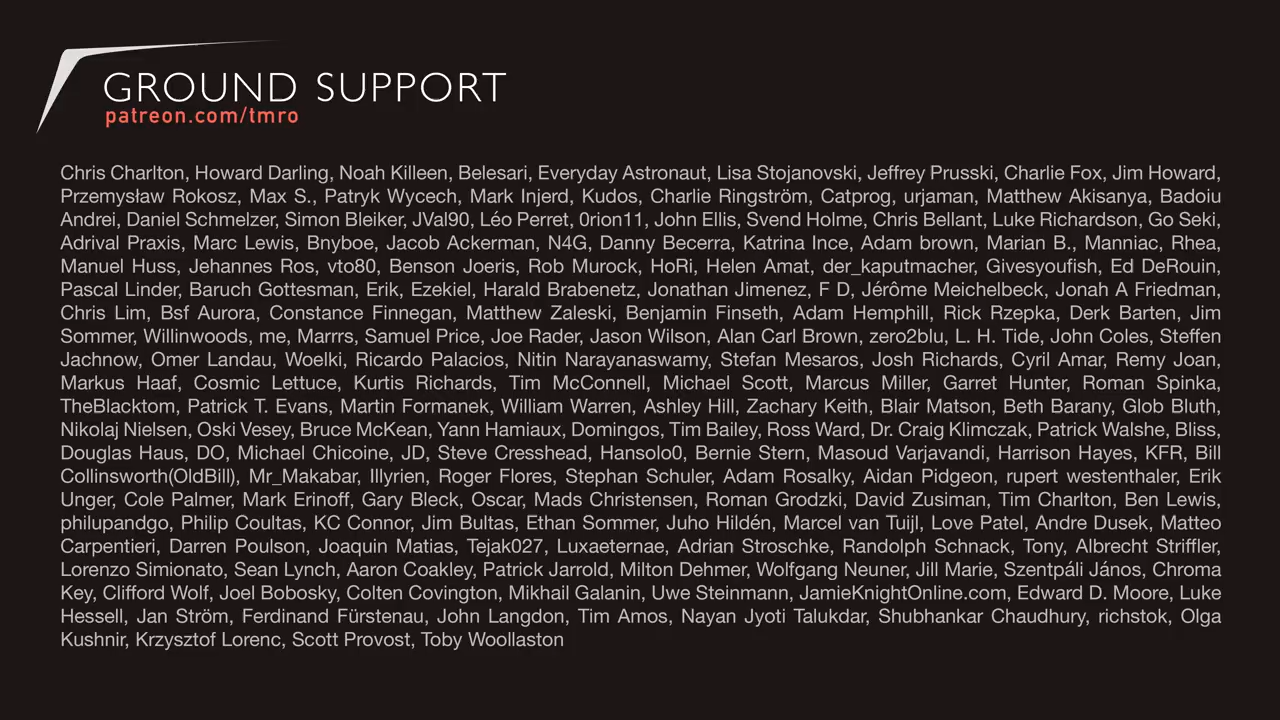 GROUND SUPPORT
patreon.com/tmro
Chris Charlton, Howard Darling, Noah Killeen, Belesari, Everyday Astronaut, Lisa Stojanovski, Jeffrey Prusski, Charlie Fox, Jim Howard,
Przemysław Rokosz, Max S., Patryk Wycech, Mark Injerd, Kudos, Charlie Ringström, Catprog, urjaman, Matthew Akisanya, Badoiu
Andrei, Daniel Schmelzer, Simon Bleiker, JVal90, Léo Perret, 0rion11, John Ellis, Svend Holme, Chris Bellant, Luke Richardson, Go Seki,
Adrival Praxis, Marc Lewis, Bnyboe, Jacob Ackerman, N4G, Danny Becerra, Katrina Ince, Adam brown, Marian B., Manniac, Rhea,
Manuel Huss, Jehannes Ros, vto80, Benson Joeris, Rob Murock, HoRi, Helen Amat, der_kaputmacher, Givesyoufish, Ed DeRouin,
Pascal Linder, Baruch Gottesman, Erik, Ezekiel, Harald Brabenetz, Jonathan Jimenez, F D, Jérôme Meichelbeck, Jonah A Friedman,
Chris Lim, Bsf Aurora, Constance Finnegan, Matthew Zaleski, Benjamin Finseth, Adam Hemphill, Rick Rzepka, Derk Barten, Jim
Sommer, Willinwoods, me, Marrrs, Samuel Price, Joe Rader, Jason Wilson, Alan Carl Brown, zero2blu, L. H. Tide, John Coles, Steffen
Jachnow, Omer Landau, Woelki, Ricardo Palacios, Nitin Narayanaswamy, Stefan Mesaros, Josh Richards, Cyril Amar, Remy Joan,
Markus Haaf, Cosmic Lettuce, Kurtis Richards, Tim McConnell, Michael Scott, Marcus Miller, Garret Hunter, Roman Spinka,
TheBlacktom, Patrick T. Evans, Martin Formanek, William Warren, Ashley Hill, Zachary Keith, Blair Matson, Beth Barany, Glob Bluth,
Nikolaj Nielsen, Oski Vesey, Bruce McKean, Yann Hamiaux, Domingos, Tim Bailey, Ross Ward, Dr. Craig Klimczak, Patrick Walshe, Bliss,
Douglas Haus, DO, Michael Chicoine, JD, Steve Cresshead, Hansolo0, Bernie Stern, Masoud Varjavandi, Harrison Hayes, KFR, Bill
Collinsworth(OldBill), Mr_Makabar, Illyrien, Roger Flores, Stephan Schuler, Adam Rosalky, Aidan Pidgeon, rupert westenthaler, Erik
Unger, Cole Palmer, Mark Erinoff, Gary Bleck, Oscar, Mads Christensen, Roman Grodzki, David Zusiman, Tim Charlton, Ben Lewis,
philupandgo, Philip Coultas, KC Connor, Jim Bultas, Ethan Sommer, Juho Hildén, Marcel van Tuijl, Love Patel, Andre Dusek, Matteo
Carpentieri, Darren Poulson, Joaquin Matias, Tejak027, Luxaeternae, Adrian Stroschke, Randolph Schnack, Tony, Albrecht Striffler,
Lorenzo Simionato, Sean Lynch, Aaron Coakley, Patrick Jarrold, Milton Dehmer, Wolfgang Neuner, Jill Marie, Szentpáli János, Chroma
Key, Clifford Wolf, Joel Bobosky, Colten Covington, Mikhail Galanin, Uwe Steinmann, JamieKnightOnline.com, Edward D. Moore, Luke
Hessell, Jan Ström, Ferdinand Fürstenau, John Langdon, Tim Amos, Nayan Jyoti Talukdar, Shubhankar Chaudhury, richstok, Olga
Kushnir, Krzysztof Lorenc, Scott Provost, Toby Woollaston